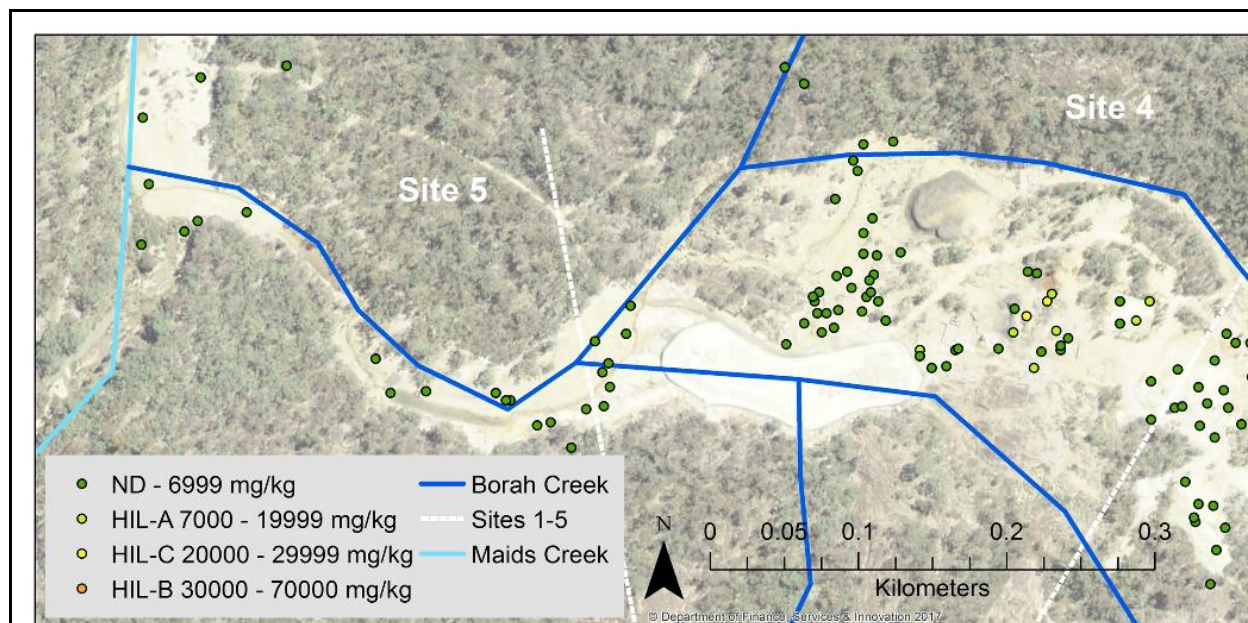 Site 4
Site 5
ND - 6999 mg/kg
HIL-A 7000 - 19999 mg/kg
HIL-C 20000 - 29999 mg/kg
HIL-B 30000 - 70000 mg/kg
Borah Creek
Sites 1-5
Maids Creek
N
0 0.05 0.1 0.2 0.3
Kilometers
© Department of Finance, Services & Innovation 2017